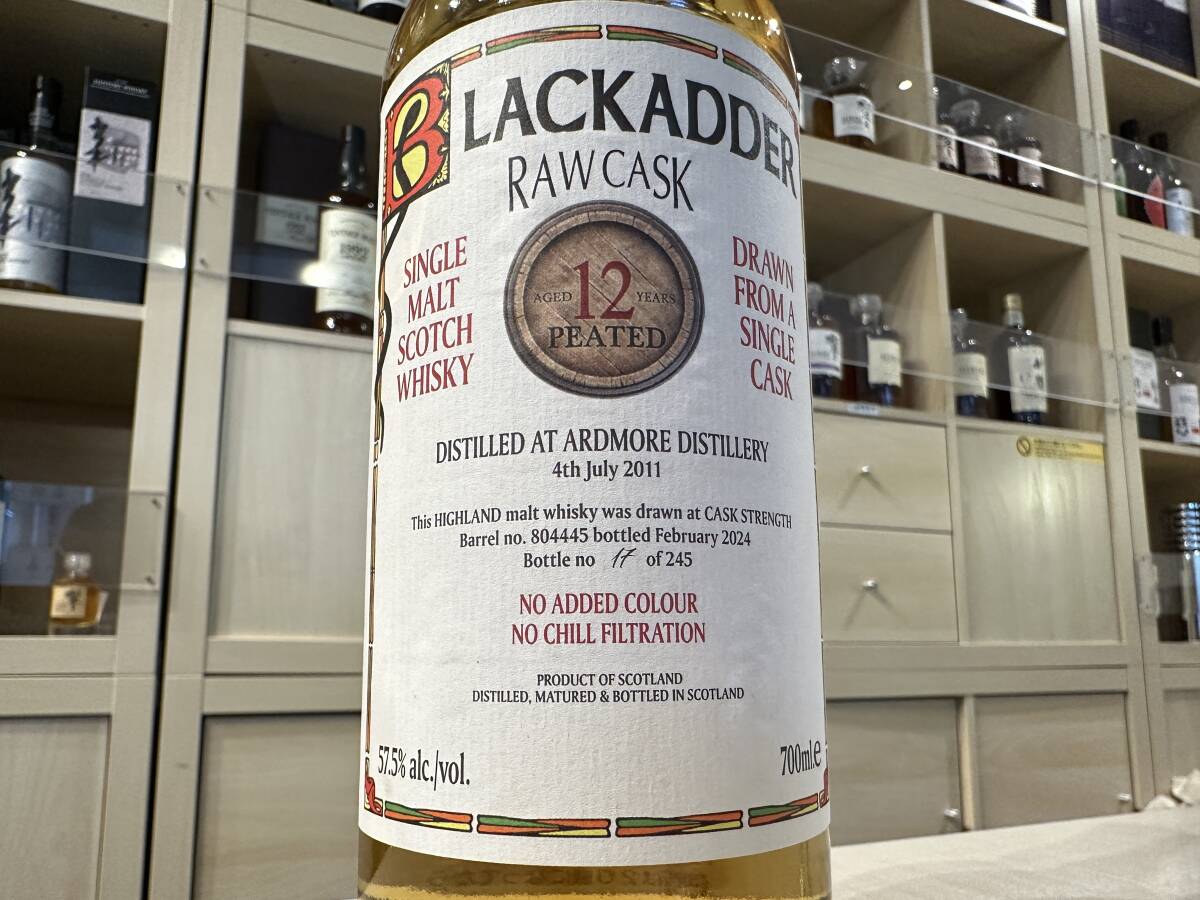 BLACKADDER
RAW CASK
SINGLE
MALT
SCOTCH
WHISKY
AGED 12 YEARS
PEATED
DRAWN
FROM A
SINGLE
CASK
DISTILLED AT ARDMORE DISTILLERY
4th July 2011
This HIGHLAND malt whisky was drawn at CASK STRENGTH
Barrel no. 804445 bottled February 2024
Bottle no 17 of 245
NO ADDED COLOUR
NO CHILL FILTRATION
PRODUCT OF SCOTLAND
DISTILLED, MATURED & BOTTLED IN SCOTLAND
57.5% alc./vol.
700ml.e